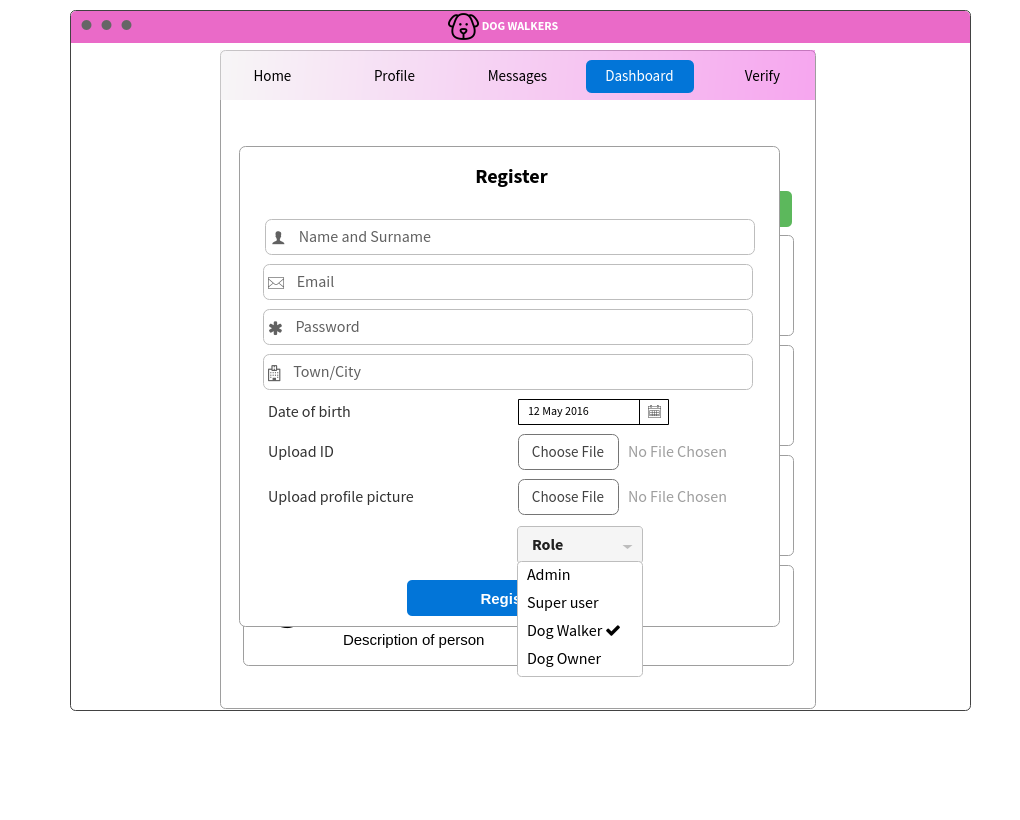 DOG WALKERS
Home Profile Messages Dashboard Verify
Register
Name and Surname
Email
Password
Town/City
Date of birth 12 May 2016
Upload ID Choose File No File Chosen
Upload profile picture Choose File No File Chosen
Role
Admin
Super user
Dog Walker
Dog Owner
Description of person